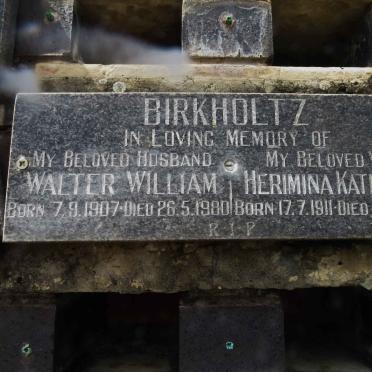 BIRKHOLTZ
IN LOVING MEMORY OF
MY BELOVED HUSBAND MY BELOVED
WALTER WILLIAM HERIMINA
BORN 7.9.1907-DIED 26.5.1980 BORN 17.7.1911-DIED
R.I.P